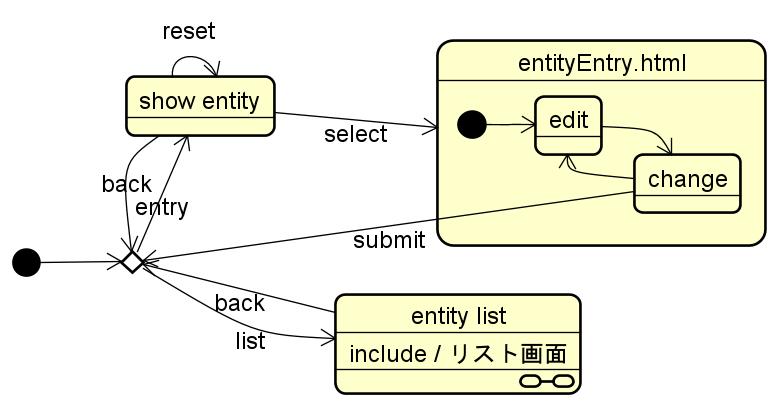 reset
entityEntry.html
show entity
edit
select
change
back
entry
submit
back
entity list
list
include / リスト画面